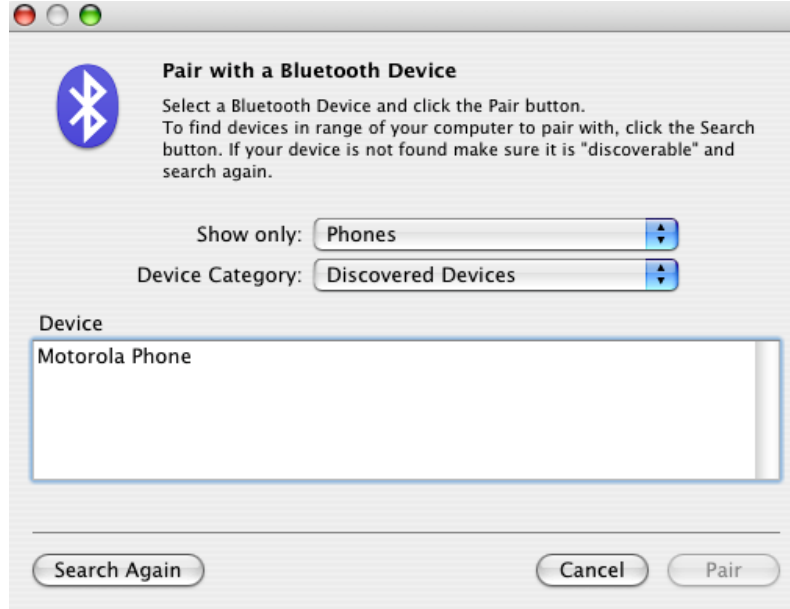 Pair with a Bluetooth Device
Select a Bluetooth Device and click the Pair button.
To find devices in range of your computer to pair with, click the Search
button. If your device is not found make sure it is "discoverable" and
search again.
Show only: Phones
Device Category: Discovered Devices
Device
Motorola Phone
Search Again Cancel Pair